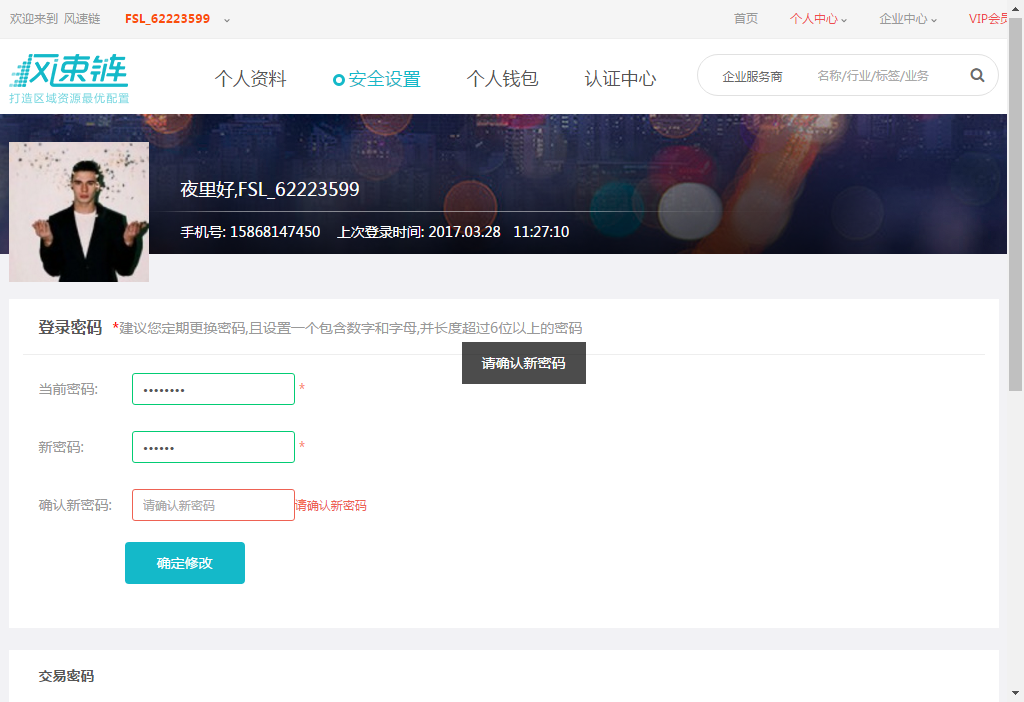 欢迎来到 风速链 FSL_62223599 首页 个人中心 企业中心 VIP会员
风速链
打造区域资源最优配置
个人资料 安全设置 个人钱包 认证中心 企业服务商 名称/行业/标签/业务
夜里好,FSL_62223599
手机号: 15868147450 上次登录时间: 2017.03.28 11:27:10
登录密码 *建议您定期更换密码,且设置一个包含数字和字母,并长度超过6位以上的密码
请确认新密码
当前密码: •••••••• *
新密码: •••••• *
确认新密码: 请确认新密码 请确认新密码
确定修改
交易密码